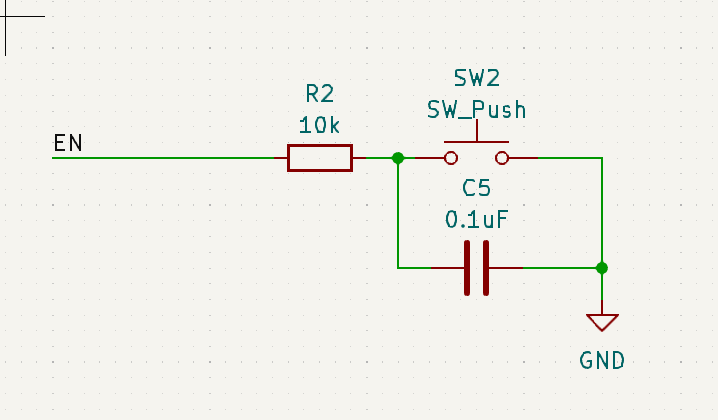 SW2
R2
SW_Push
10k
EN
C5
0.1uF
GND